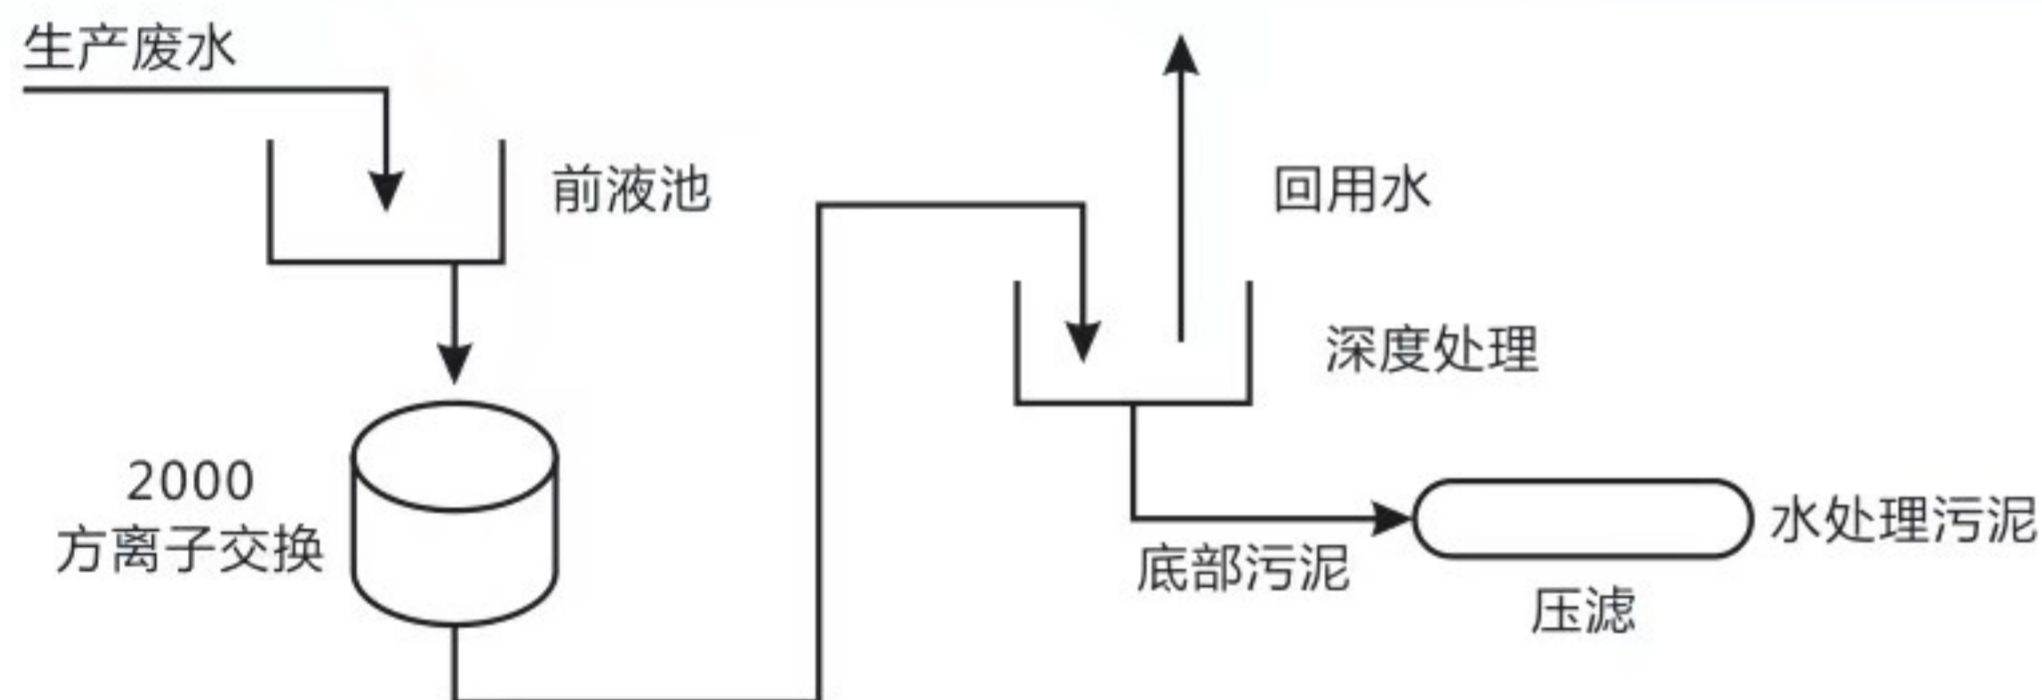 生产废水
前液池
回用水
深度处理
2000
方离子交换
底部污泥
水处理污泥
压滤